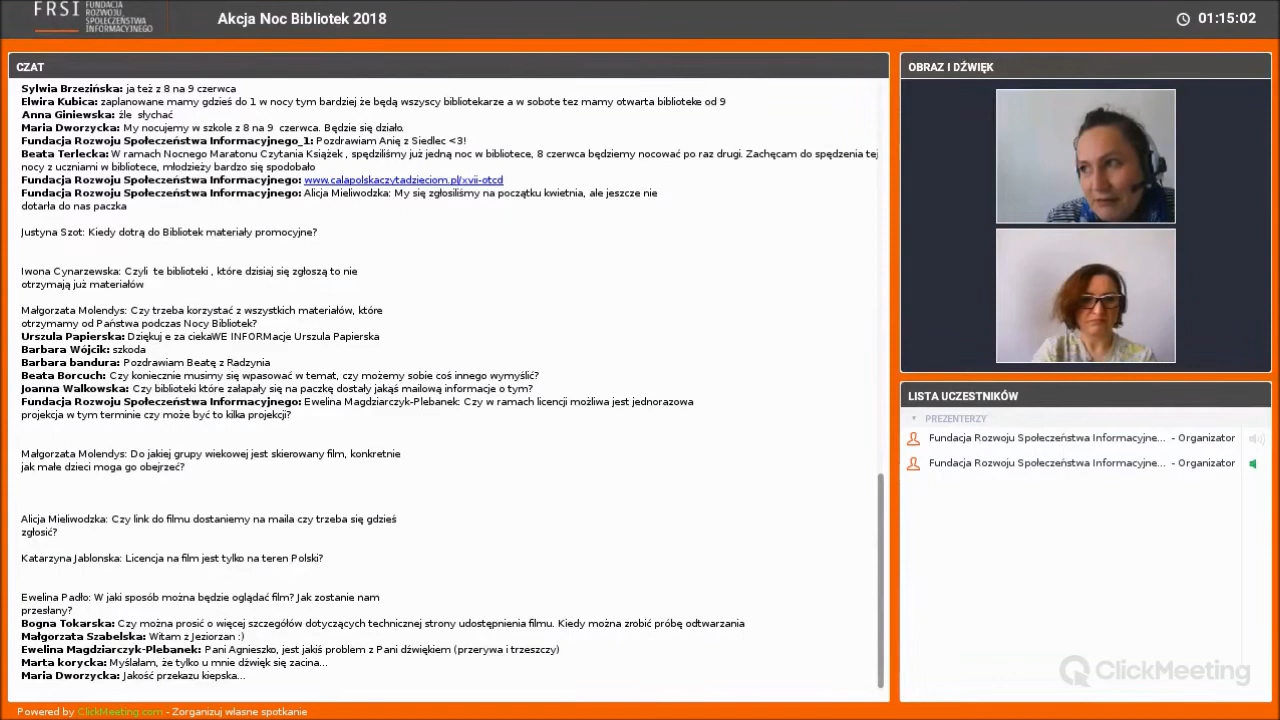 FRSI FUNDACJA
ROZWOJU
SPOŁECZEŃSTWA
INFORMACYJNEGO
Akcja Noc Bibliotek 2018
01:15:02
CZAT
Sylwia Brzezińska: ja też z 8 na 9 czerwca
Elwira Kubica: zaplanowane mamy gdzieś do 1 w nocy tym bardziej że będą wszyscy bibliotekarze a w sobote tez mamy otwarta biblioteke od 9
Anna Giniewska: żle  słychać
Maria Dworzycka: My nocujemy w szkole z 8 na 9  czerwca. Będzie się działo.
Fundacja Rozwoju Społeczeństwa Informacyjnego_1: Pozdrawiam Anię z Siedlec <3!
Beata Terlecka: W ramach Nocnego Maratonu Czytania Książek , spędziliśmy już jedną noc w bibliotece, 8 czerwca będziemy nocować po raz drugi. Zachęcam do spędzenia tej
nocy z uczniami w bibliotece, młodzieży bardzo się spodobało
Fundacja Rozwoju Społeczeństwa Informacyjnego: www.calapolskaczytadzieciom.pl/xvii-otcd
Fundacja Rozwoju Społeczeństwa Informacyjnego: Alicja Mieliwodzka: My się zgłosiliśmy na początku kwietnia, ale jeszcze nie
dotarła do nas paczka
Justyna Szot: Kiedy dotrą do Bibliotek materiały promocyjne?
Iwona Cynarzewska: Czyli  te biblioteki , które dzisiaj się zgłoszą to nie
otrzymają już materiałów
Małgorzata Molendys: Czy trzeba korzystać z wszystkich materiałów, które
otrzymamy od Państwa podczas Nocy Bibliotek?
Urszula Papierska: Dziękuj e za ciekaWE INFORMacje Urszula Papierska
Barbara Wójcik: szkoda
Barbara bandura: Pozdrawiam Beatę z Radzynia
Beata Borcuch: Czy koniecznie musimy się wpasować w temat, czy możemy sobie coś innego wymyślić?
Joanna Walkowska: Czy biblioteki które załapały się na paczkę dostały jakąś mailową informacje o tym?
Fundacja Rozwoju Społeczeństwa Informacyjnego: Ewelina Magdziarczyk-Plebanek: Czy w ramach licencji możliwa jest jednorazowa
projekcja w tym terminie czy może być to kilka projekcji?
Małgorzata Molendys: Do jakiej grupy wiekowej jest skierowany film, konkretnie
jak małe dzieci moga go obejrzeć?
Alicja Mieliwodzka: Czy link do filmu dostaniemy na maila czy trzeba się gdzieś
zgłosić?
Katarzyna Jablonska: Licencja na film jest tylko na teren Polski?
Ewelina Padło: W jaki sposób można będzie oglądać film? Jak zostanie nam
przesłany?
Bogna Tokarska: Czy można prosić o więcej szczegółów dotyczących technicznej strony udostępnienia filmu. Kiedy można zrobić próbę odtwarzania
Małgorzata Szabelska: Witam z Jeziorzan :)
Ewelina Magdziarczyk-Plebanek: Pani Agnieszko, jest jakiś problem z Pani dźwiękiem (przerywa i trzeszczy)
Marta korycka: Myślałam, że tylko u mnie dźwięk się zacina...
Maria Dworzycka: Jakość przekazu kiepska...
OBRAZ I DŹWIĘK
LISTA UCZESTNIKÓW
PREZENTERZY
Fundacja Rozwoju Społeczeństwa Informacyjne... - Organizator
Fundacja Rozwoju Społeczeństwa Informacyjne... - Organizator
ClickMeeting
Powered by ClickMeeting.com - Zorganizuj własne spotkanie